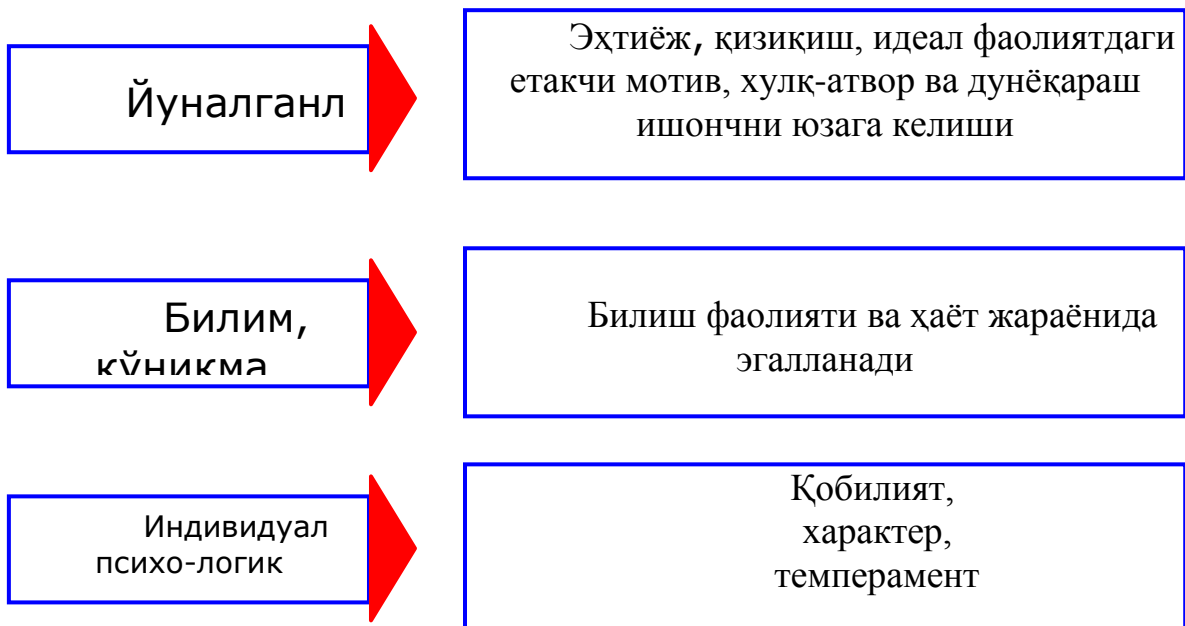 Йуналганл
Эҳтиёж, қизиқиш, идеал фаолиятдаги
етакчи мотив, хулқ-атвор ва дунёқараш
ишончни юзага келиши
Билим,
кўникма
Билиш фаолияти ва ҳаёт жараёнида
эгалланади
Индивидуал
психо-логик
Қобилият,
характер,
темперамент